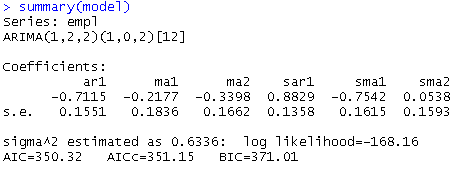 > summary(model)
Series: empl
ARIMA(1,2,2)(1,0,2)[12]
Coefficients:
ar1 ma1 ma2 sar1 sma1 sma2
-0.7115 -0.2177 -0.3398 0.8829 -0.7542 0.0538
s.e. 0.1551 0.1836 0.1662 0.1358 0.1615 0.1593
sigma^2 estimated as 0.6336: log likelihood=-168.16
AIC=350.32 AICc=351.15 BIC=371.01